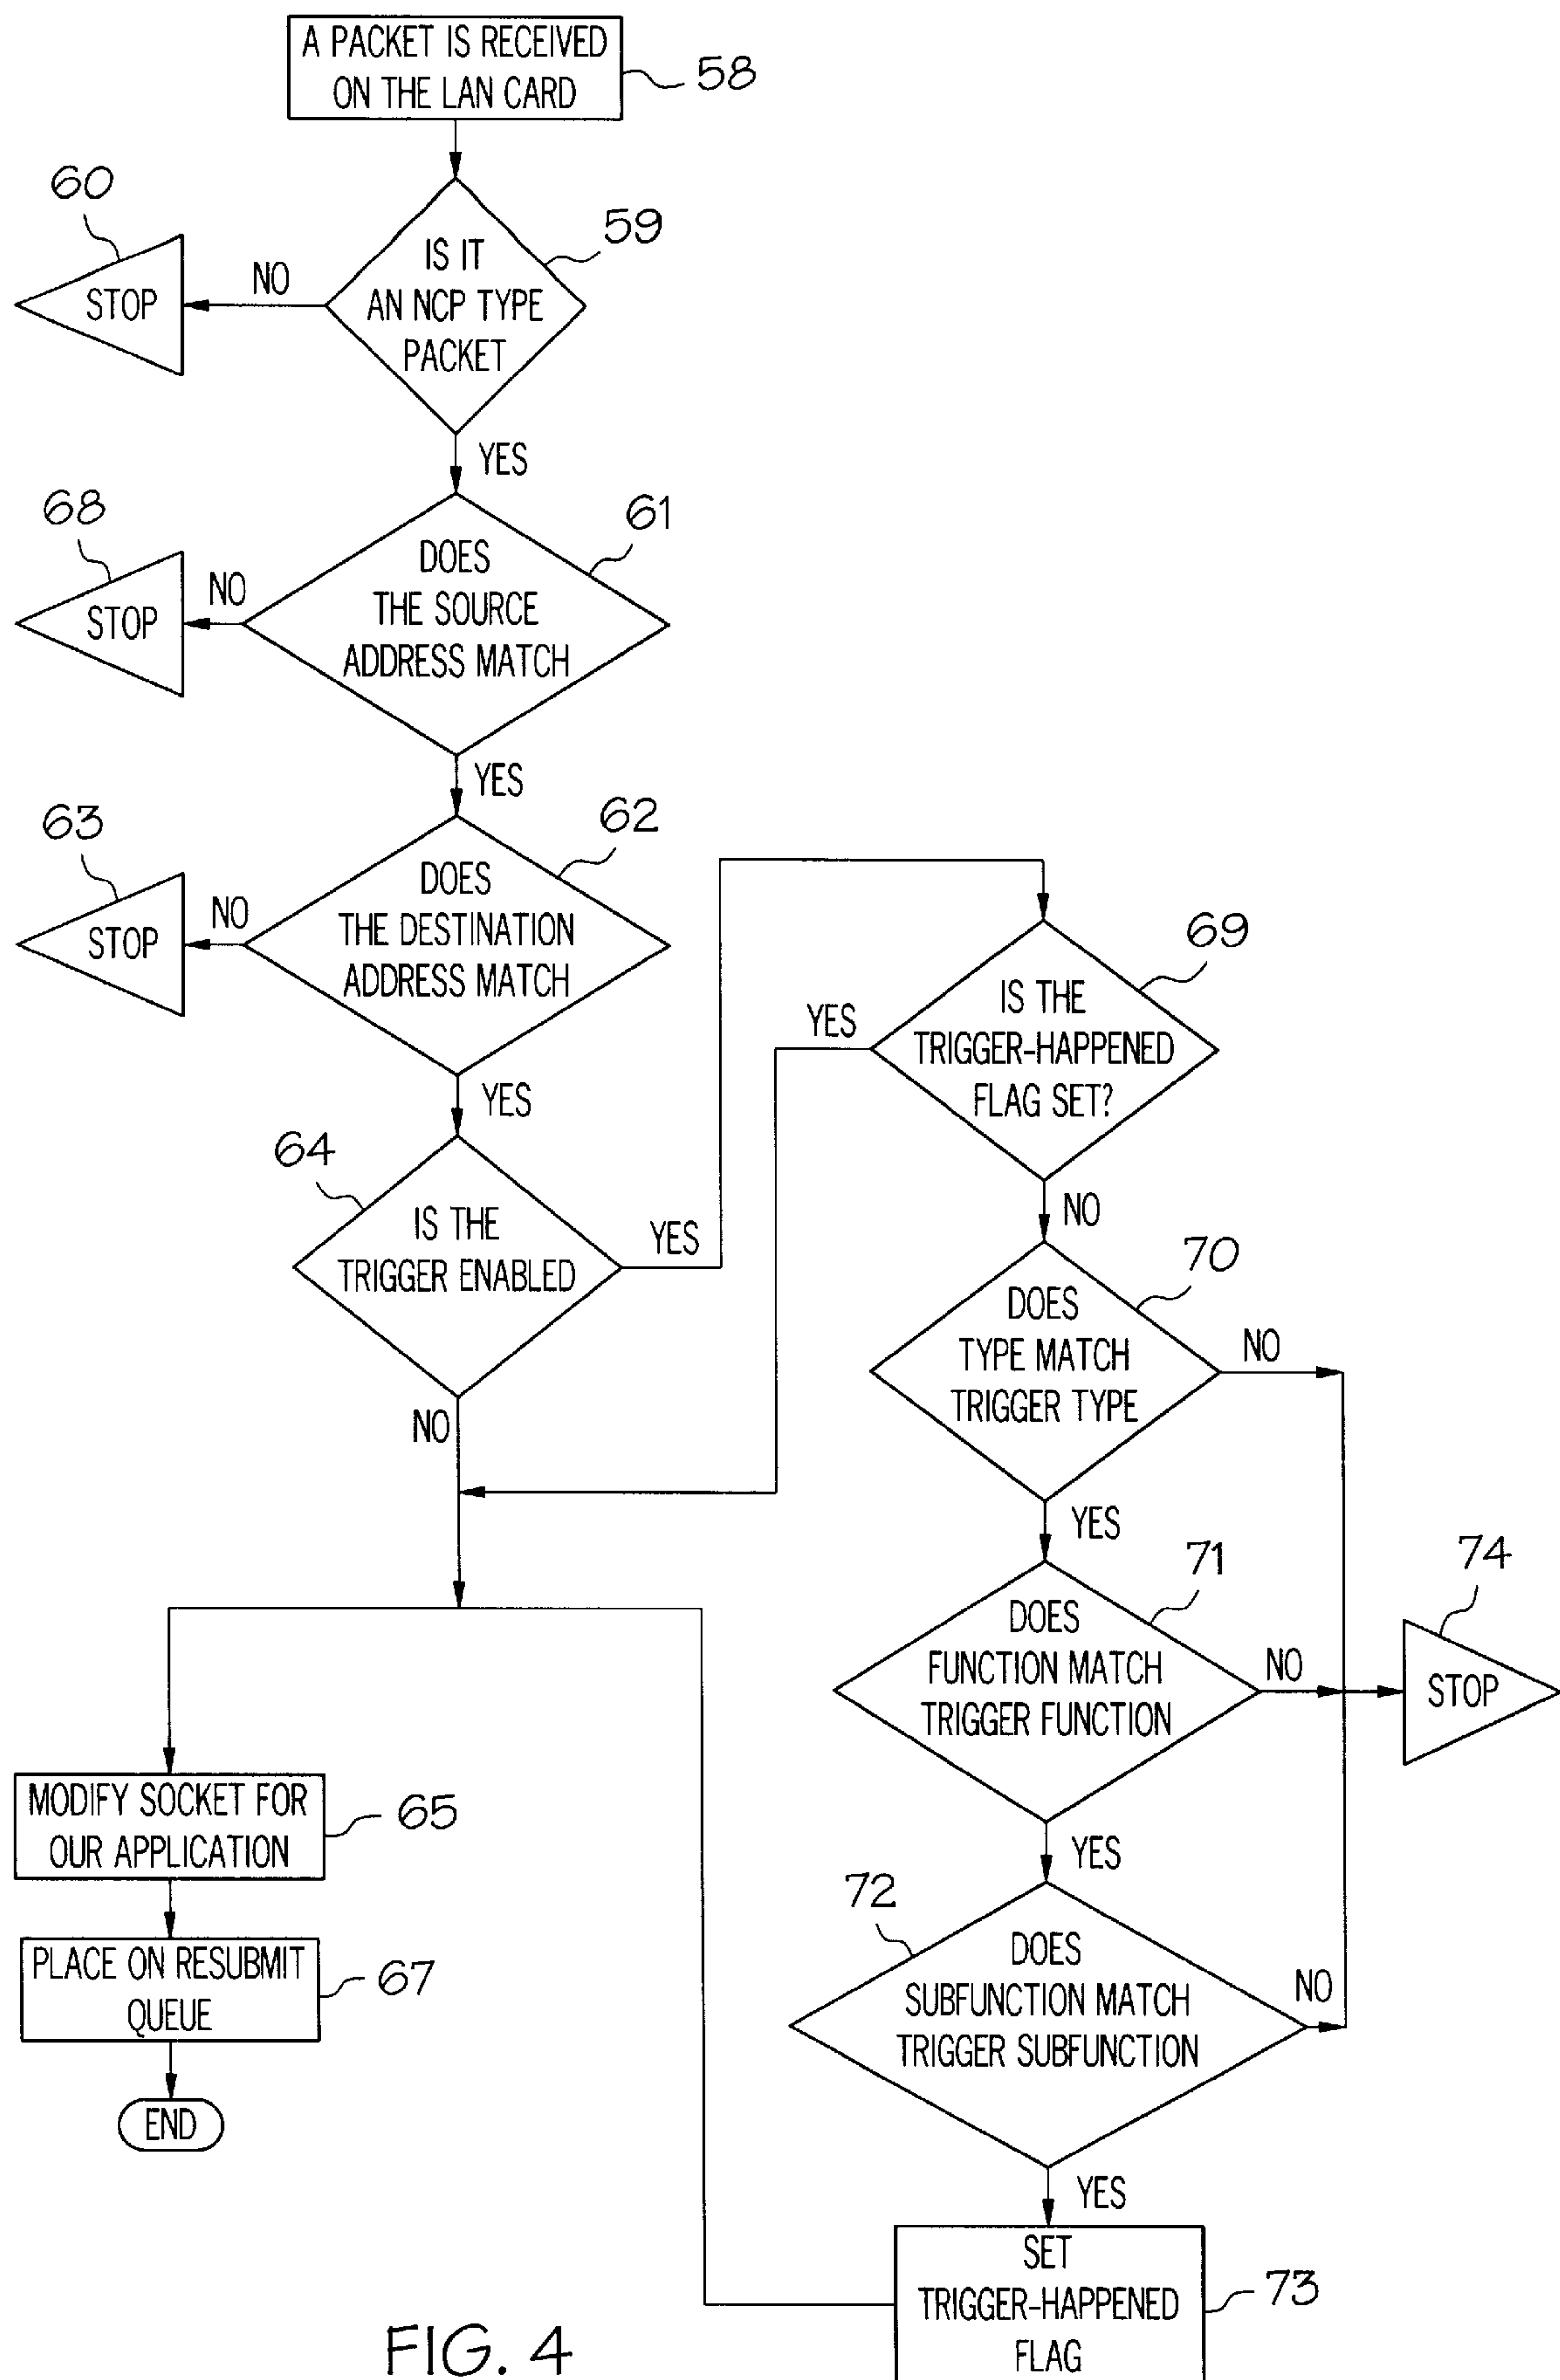 A PACKET IS RECEIVED
ON THE LAN CARD
58
60
STOP
NO
IS IT
AN NCP TYPE
PACKET
59
YES
68
STOP
NO
DOES
THE SOURCE
ADDRESS MATCH
61
YES
63
STOP
NO
DOES
THE DESTINATION
ADDRESS MATCH
62
YES
64
IS THE
TRIGGER ENABLED
YES
NO
69
IS THE
TRIGGER-HAPPENED
FLAG SET?
YES
NO
70
DOES
TYPE MATCH
TRIGGER TYPE
NO
YES
71
DOES
FUNCTION MATCH
TRIGGER FUNCTION
NO
74
STOP
YES
72
DOES
SUBFUNCTION MATCH
TRIGGER SUBFUNCTION
NO
YES
SET
TRIGGER-HAPPENED
FLAG
73
MODIFY SOCKET FOR
OUR APPLICATION
65
PLACE ON RESUBMIT
QUEUE
67
END
FIG. 4